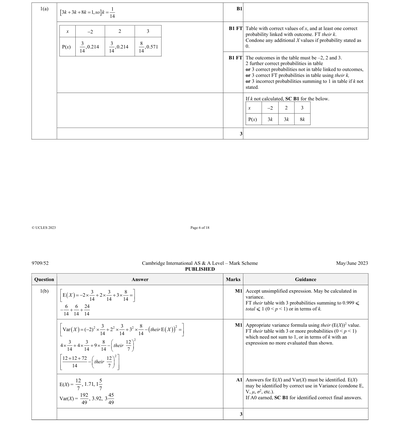 1(a)
[3k + 3k + 8k = 1, so] k = 1/14
B1
x −2 2 3
P(x) 3/14, 0.214 3/14, 0.214 8/14, 0.571
B1 FT
Table with correct values of x, and at least one correct
probability linked with outcome. FT their k.
Condone any additional X values if probability stated as
0.
B1 FT
The outcomes in the table must be −2, 2 and 3.
2 further correct probabilities in table
or 3 correct probabilities not in table linked to outcomes,
or 3 correct FT probabilities in table using their k,
or 3 incorrect probabilities summing to 1 in table if k not
stated.
If k not calculated, SC B1 for the below.
x −2 2 3
P(x) 3k 3k 8k
3
© UCLES 2023
Page 6 of 18
9709/52
Cambridge International AS & A Level – Mark Scheme
May/June 2023
PUBLISHED
Question Answer Marks Guidance
1(b)
[E(X) = −2 × 3/14 + 2 × 3/14 + 3 × 8/14 =]
−6/14 + 6/14 + 24/14
M1
Accept unsimplified expression. May be calculated in
variance.
FT their table with 3 probabilities summing to 0.999 ⩽
total ⩽ 1 (0 < p < 1) or in terms of k.
[Var(X) = (−2)² × 3/14 + 2² × 3/14 + 3² × 8/14 − (their E(X))² =]
4 × 3/14 + 4 × 3/14 + 9 × 8/14 − (their 12/7)²
[12 + 12 + 72/14 − (their 12/7)²]
M1
Appropriate variance formula using their (E(X))² value.
FT their table with 3 or more probabilities (0 < p < 1)
which need not sum to 1, or in terms of k with an
expression no more evaluated than shown.
E(X) = 12/7, 1.71, 1 5/7
Var(X) = 192/49, 3.92, 3 45/49
A1
Answers for E(X) and Var(X) must be identified. E(X)
may be identified by correct use in Variance (condone E,
V, μ, σ², etc.).
If A0 earned, SC B1 for identified correct final answers.
3